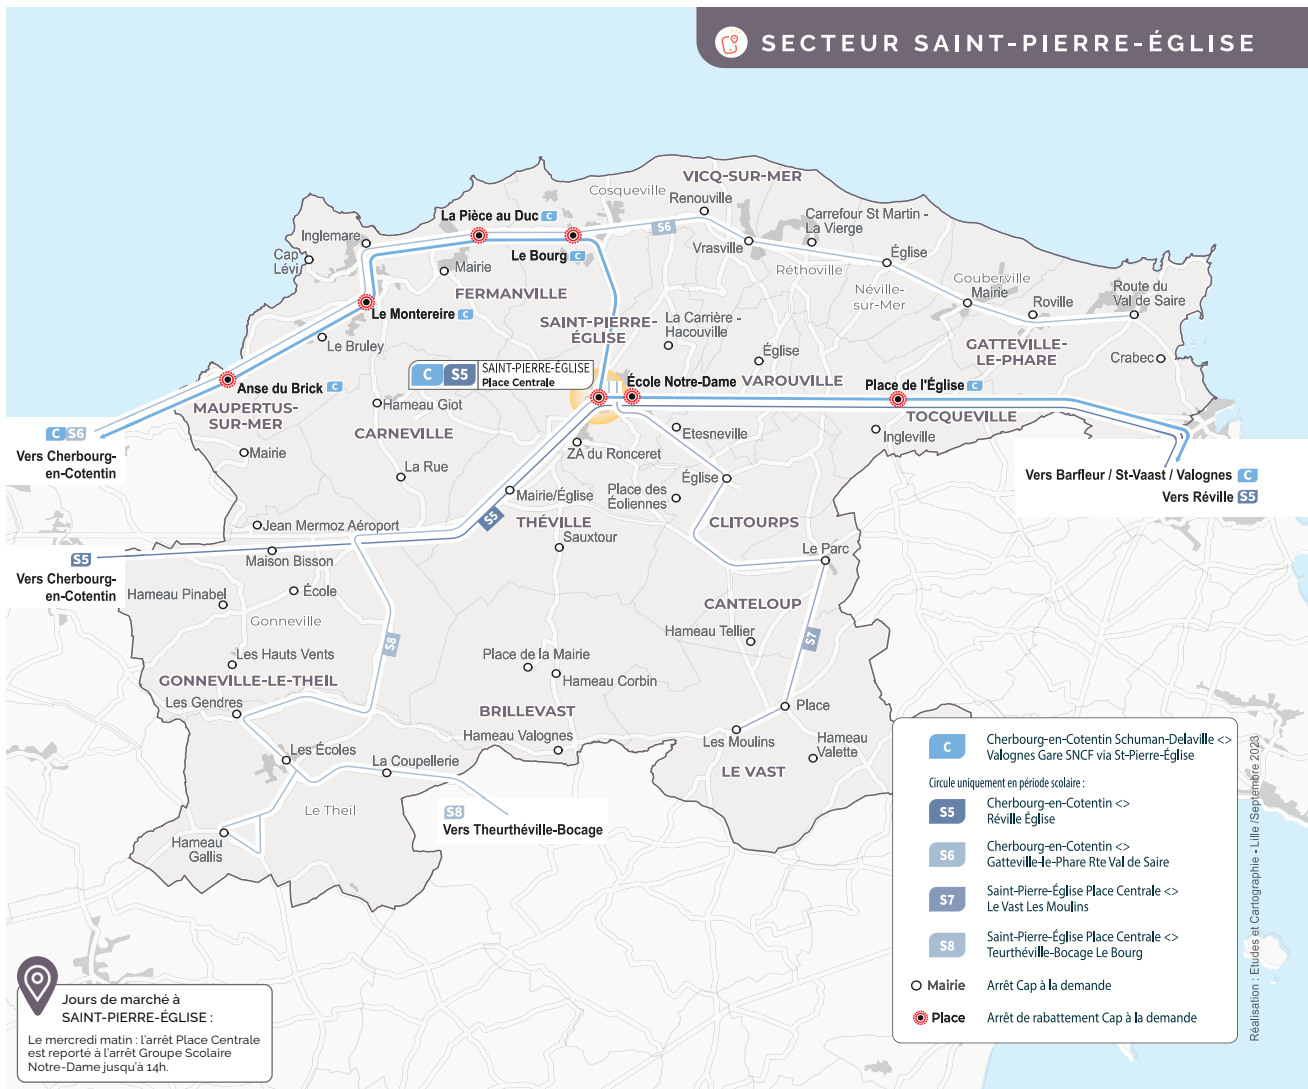 SECTEUR SAINT-PIERRE-ÉGLISE
VICQ-SUR-MER
Cosqueville
Renouville
La Pièce au Duc C
S6
Carrefour St Martin -
La Vierge
Inglemare
Le Bourg C
Vrasville
Église
Cap
Lévi
Mairie
Réthoville
Gouberville
FERMANVILLE
Néville-
sur-Mer
Mairie
Roville
Route du
Val de Saire
Le Montereire C
SAINT-PIERRE-
ÉGLISE
La Carrière -
Hacouville
Le Bruley
Église
GATTEVILLE-
LE-PHARE
Crabec
C S5 SAINT-PIERRE-ÉGLISE
Place Centrale
École Notre-Dame
VAROUVILLE
Place de l'Église C
Anse du Brick C
MAUPERTUS-
SUR-MER
Hameau Giot
TOCQUEVILLE
C S6
Vers Cherbourg-
en-Cotentin
CARNEVILLE
Etesneville
Ingleville
Mairie
ZA du Ronceret
La Rue
Église
Vers Barfleur / St-Vaast / Valognes C
Vers Réville S5
Mairie/Église
Place des
Éoliennes
S5
Jean Mermoz Aéroport
THÉVILLE
CLITOURPS
Sauxtour
Le Parc
S5
Vers Cherbourg-
en-Cotentin
Maison Bisson
Hameau Pinabel
École
CANTELOUP
Gonneville
Hameau Tellier
S8
S7
Les Hauts Vents
Place de la Mairie
GONNEVILLE-LE-THEIL
Hameau Corbin
Les Gendres
BRILLEVAST
Place
Hameau Valognes
Les Moulins
Hameau
Valette
Les Écoles
La Coupellerie
LE VAST
Le Theil
S8
Vers Theurthéville-Bocage
Hameau
Gallis
C Cherbourg-en-Cotentin Schuman-Delaville <>
Valognes Gare SNCF via St-Pierre-Église
Circule uniquement en période scolaire :
S5 Cherbourg-en-Cotentin <>
Réville Église
S6 Cherbourg-en-Cotentin <>
Gatteville-le-Phare Rte Val de Saire
S7 Saint-Pierre-Église Place Centrale <>
Le Vast Les Moulins
S8 Saint-Pierre-Église Place Centrale <>
Teurthéville-Bocage Le Bourg
Mairie Arrêt Cap à la demande
Place Arrêt de rabattement Cap à la demande
Réalisation : Etudes et Cartographie - Lille /Septembre 2023
Jours de marché à
SAINT-PIERRE-ÉGLISE :
Le mercredi matin : l'arrêt Place Centrale
est reporté à l'arrêt Groupe Scolaire
Notre-Dame jusqu'à 14h.